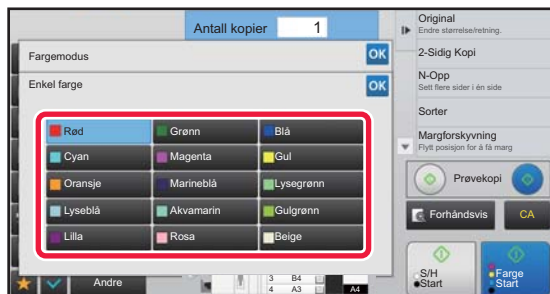 Antall kopier 1
Fargemodus OK
Enkel farge OK
Rød Grønn Blå
Cyan Magenta Gul
Oransje Marineblå Lysegrønn
Lyseblå Akvamarin Gulgrønn
Lilla Rosa Beige
Andre
3 B4
4 A3
A4
Original
Endre størrelse/retning.
2-Sidig Kopi
N-Opp
Sett flere sider i èn side
Sorter
Margforskyvning
Flytt posisjon for å få marg
Prøvekopi
Forhåndsvis CA
S/H
Start
Farge
Start